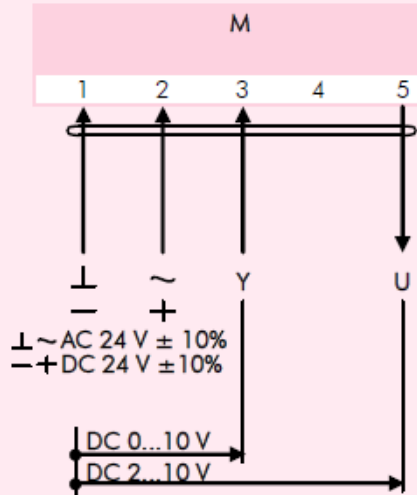 M
1 2 3 4 5
⊥ ~ Y U
− +
⊥ ~ AC 24 V ± 10%
− + DC 24 V ±10%
DC 0...10 V
DC 2...10 V